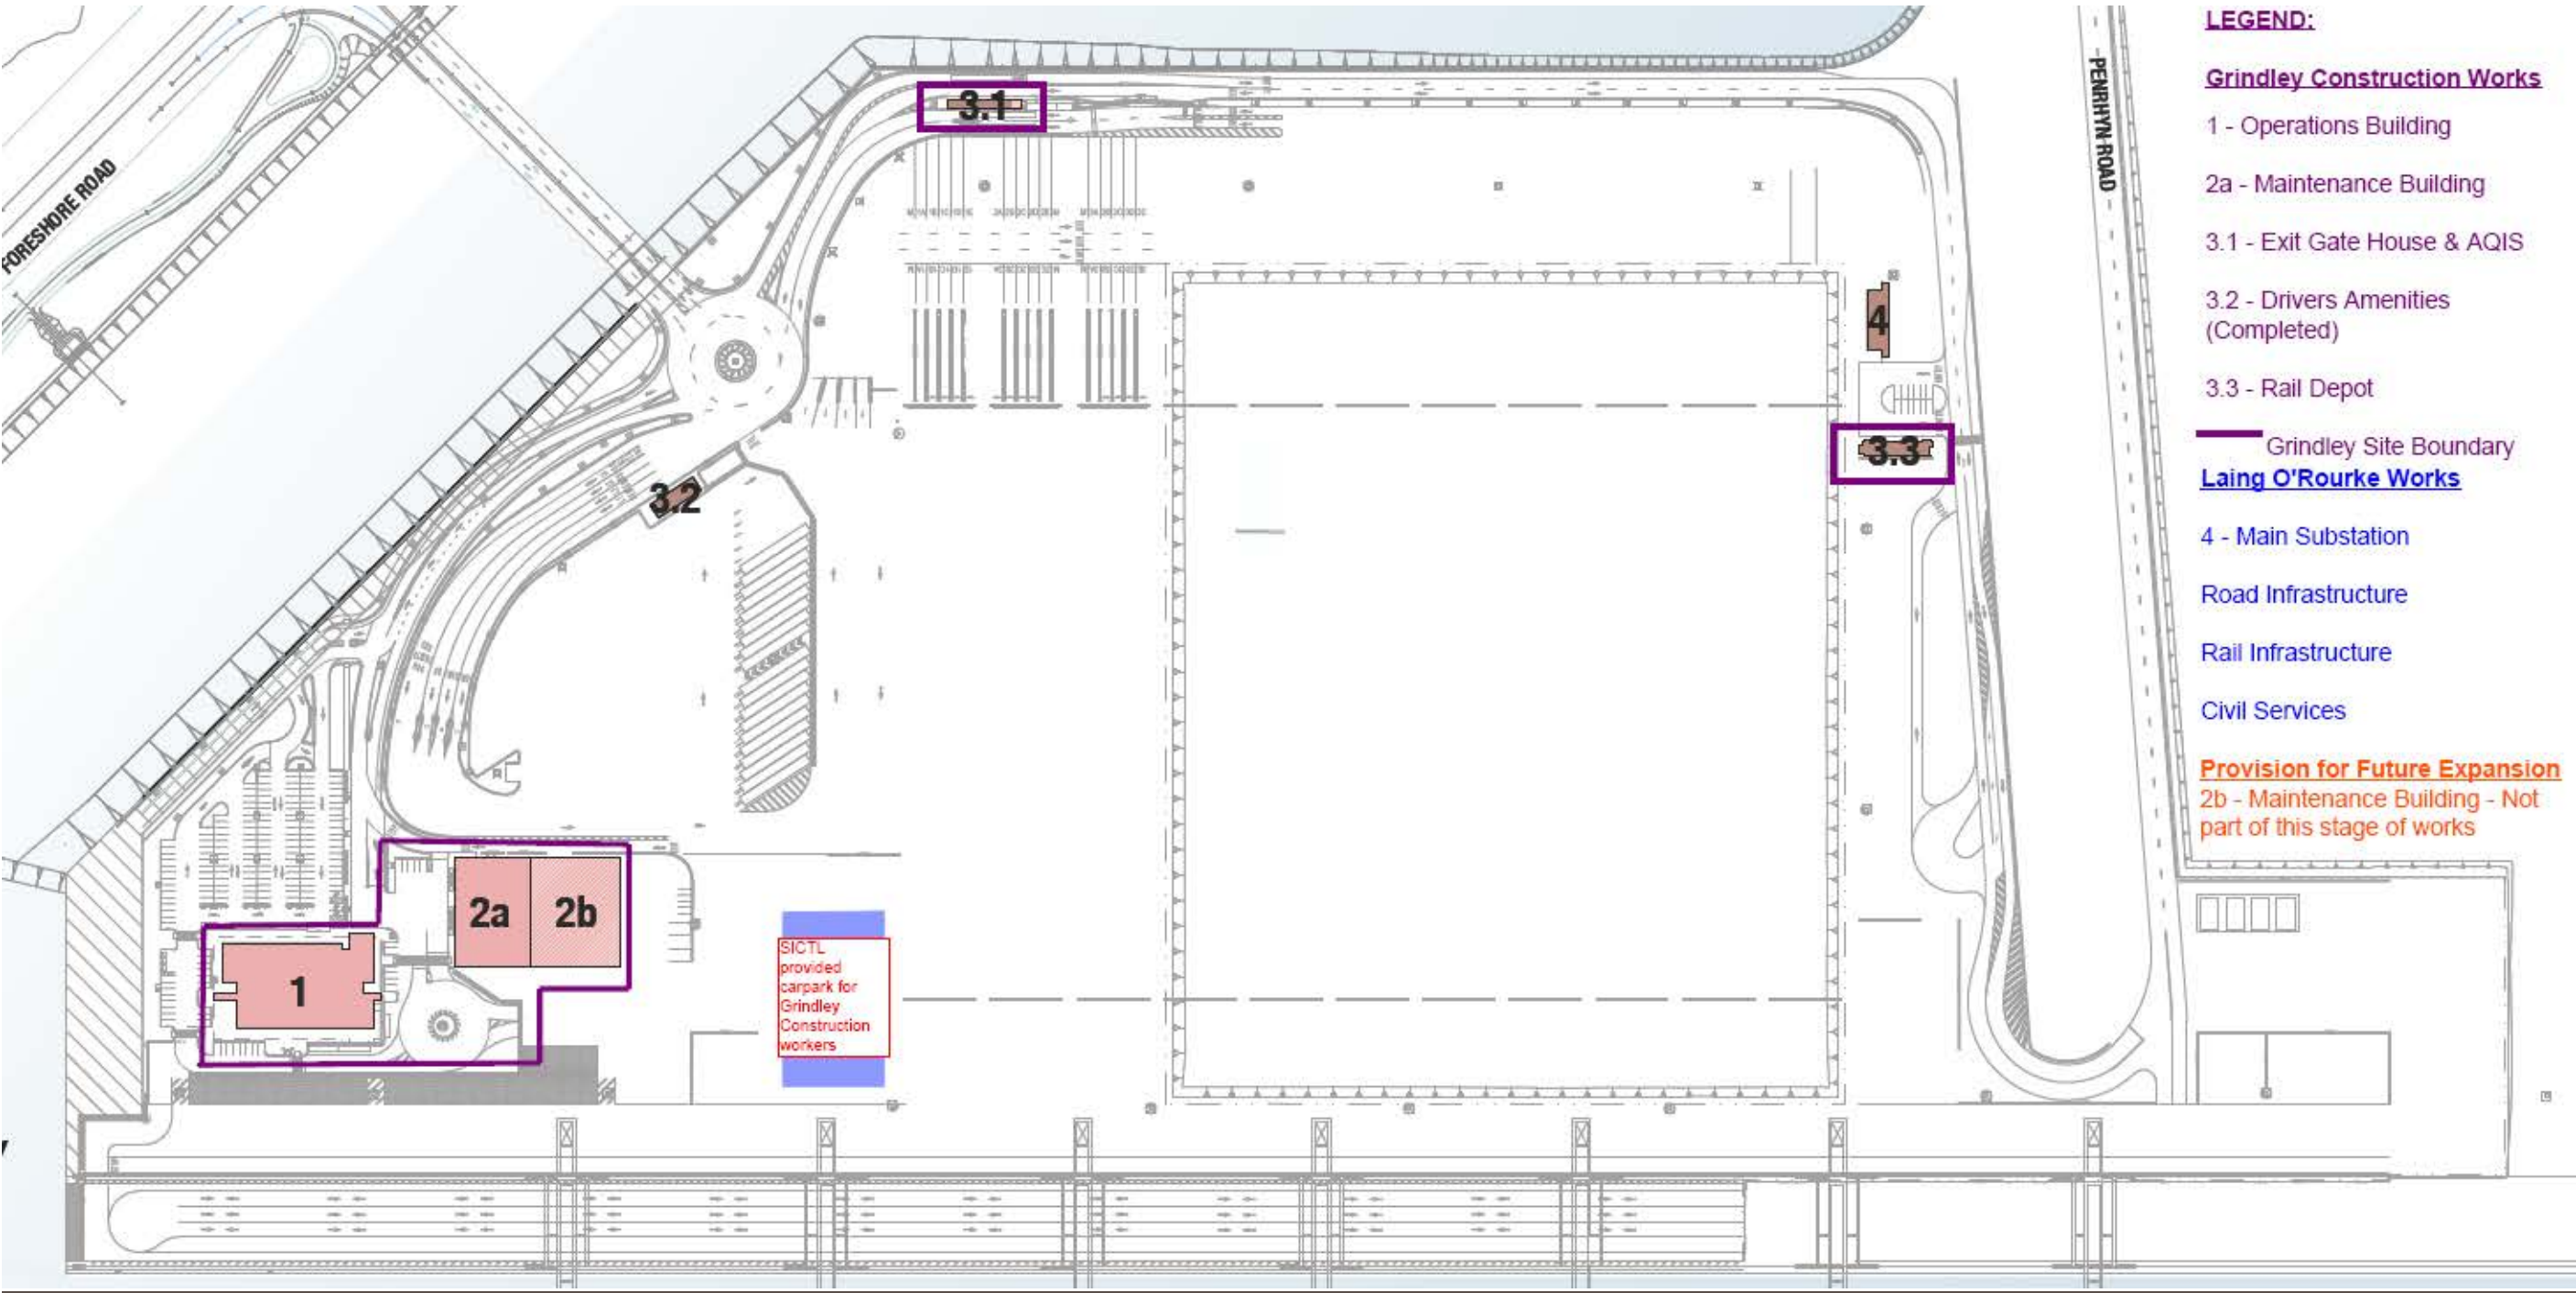 LEGEND:
Grindley Construction Works
1 - Operations Building
2a - Maintenance Building
3.1 - Exit Gate House & AQIS
3.2 - Drivers Amenities
(Completed)
3.3 - Rail Depot
Grindley Site Boundary
Laing O'Rourke Works
4 - Main Substation
Road Infrastructure
Rail Infrastructure
Civil Services
Provision for Future Expansion
2b - Maintenance Building - Not
part of this stage of works
FORESHORE ROAD
PENRHYN ROAD
3.1
4
3.3
3.2
2a
2b
1
SICTL
provided
carpark for
Grindley
Construction
workers